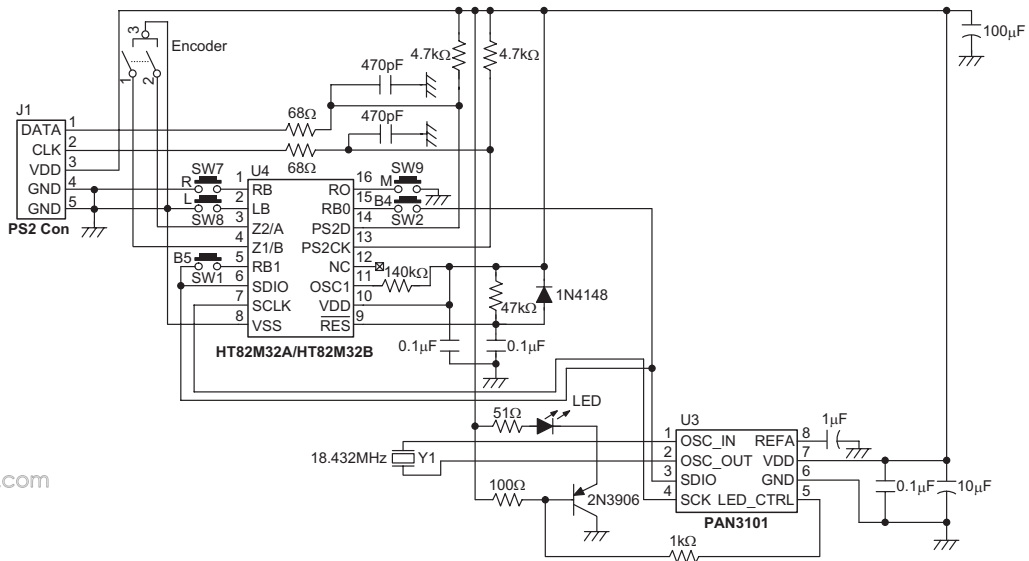 Encoder
3
1
2
4.7kΩ
4.7kΩ
100µF
470pF
470pF
68Ω
68Ω
J1
DATA 1
CLK 2
VDD 3
GND 4
GND 5
PS2 Con
R SW7
L SW8
B5 SW1
U4
1 RB RO 16
2 LB RB0 15
3 Z2/A PS2D 14
4 Z1/B PS2CK 13
5 RB1 NC 12
6 SDIO OSC1 11
7 SCLK VDD 10
8 VSS RES 9
HT82M32A/HT82M32B
M SW9
B4 SW2
140kΩ
47kΩ
1N4148
0.1µF
0.1µF
LED
51Ω
18.432MHz Y1
100Ω
2N3906
1kΩ
U3
1 OSC_IN REFA 8
2 OSC_OUT VDD 7
3 SDIO GND 6
4 SCK LED_CTRL 5
PAN3101
1µF
0.1µF
10µF
.com